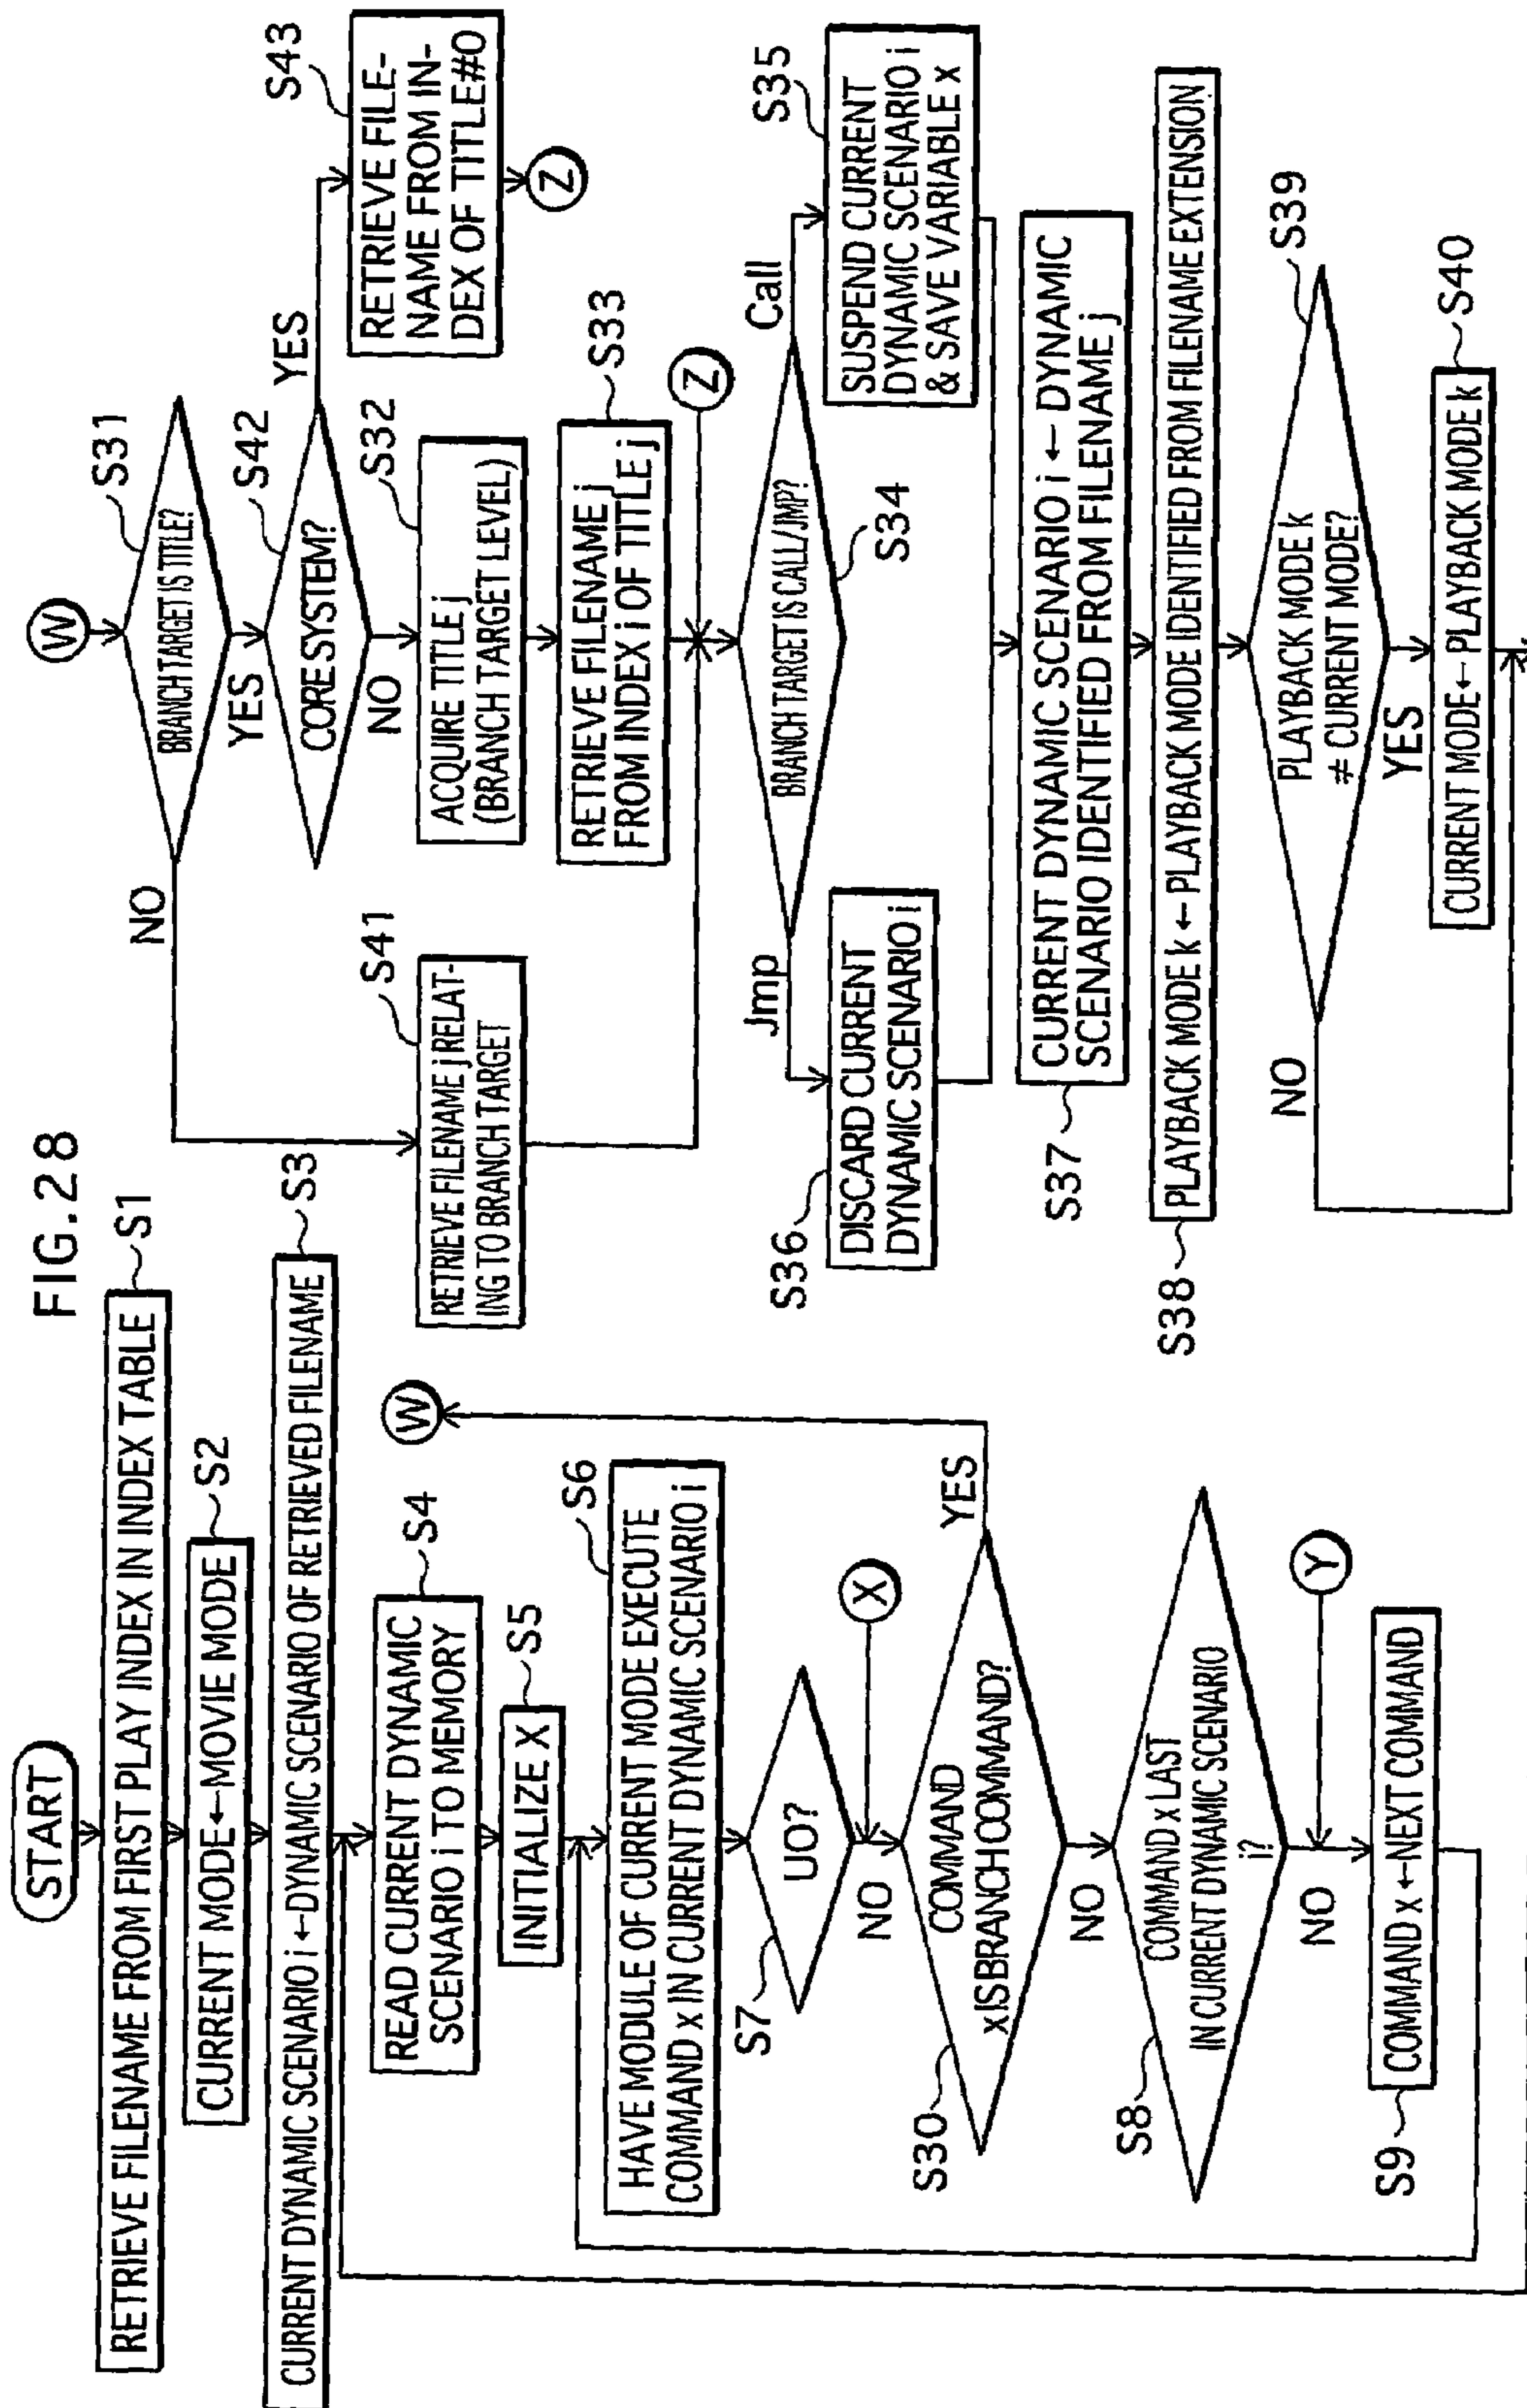 FIG.28
START
RETRIEVE FILENAME FROM FIRST PLAY INDEX IN INDEX TABLE
S1
CURRENT MODE←MOVIE MODE
S2
CURRENT DYNAMIC SCENARIO i←DYNAMIC SCENARIO OF RETRIEVED FILENAME
S3
READ CURRENT DYNAMIC
SCENARIO i TO MEMORY
S4
INITIALIZE X
S5
HAVE MODULE OF CURRENT MODE EXECUTE
COMMAND x IN CURRENT DYNAMIC SCENARIO i
S6
W
UO?
S7
NO
X
COMMAND
x IS BRANCH COMMAND?
S30
YES
NO
COMMAND x LAST
IN CURRENT DYNAMIC SCENARIO
i?
S8
NO
Y
COMMAND x←NEXT COMMAND
S9
W
BRANCH TARGET IS TITLE?
S31
NO
YES
CORE SYSTEM?
S42
YES
NO
RETRIEVE FILE-
NAME FROM IN-
DEX OF TITLE#0
S43
Z
ACQUIRE TITLE j
(BRANCH TARGET LEVEL)
S32
RETRIEVE FILENAME j RELAT-
ING TO BRANCH TARGET
S41
RETRIEVE FILENAME j
FROM INDEX i OF TITLE j
S33
Z
BRANCH TARGET IS CALL/JMP?
S34
Jmp
Call
DISCARD CURRENT
DYNAMIC SCENARIO i
S36
SUSPEND CURRENT
DYNAMIC SCENARIO i
& SAVE VARIABLE x
S35
CURRENT DYNAMIC SCENARIO i ← DYNAMIC
SCENARIO IDENTIFIED FROM FILENAME j
S37
PLAYBACK MODE k ←PLAYBACK MODE IDENTIFIED FROM FILENAME EXTENSION
S38
PLAYBACK MODE k
≠ CURRENT MODE?
S39
NO
YES
CURRENT MODE←PLAYBACK MODE k
S40